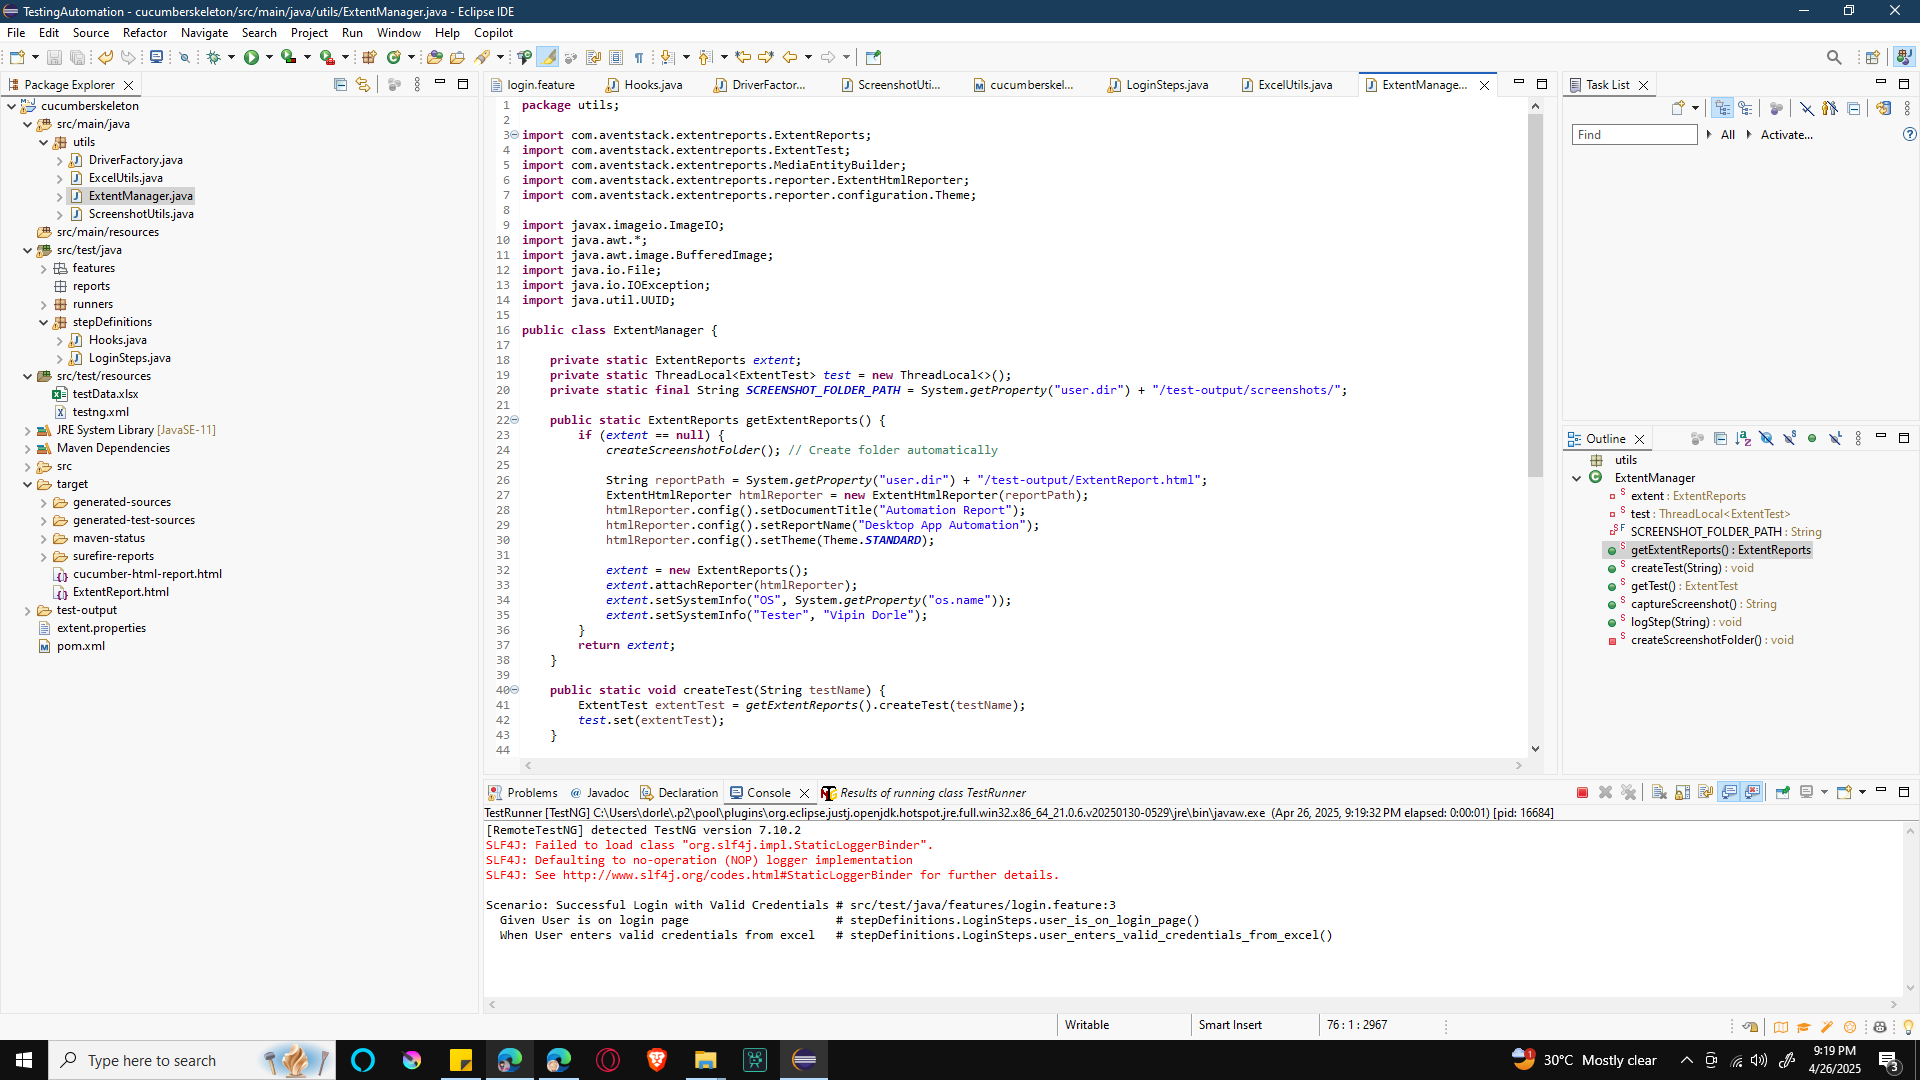 TestingAutomation - cucumberskeleton/src/main/java/utils/ExtentManager.java - Eclipse IDE
File Edit Source Refactor Navigate Search Project Run Window Help Copilot
Package Explorer
cucumberskeleton
src/main/java
utils
DriverFactory.java
ExcelUtils.java
ExtentManager.java
ScreenshotUtils.java
src/main/resources
src/test/java
features
reports
runners
stepDefinitions
Hooks.java
LoginSteps.java
src/test/resources
testData.xlsx
testng.xml
JRE System Library [JavaSE-11]
Maven Dependencies
src
target
generated-sources
generated-test-sources
maven-status
surefire-reports
cucumber-html-report.html
ExtentReport.html
test-output
extent.properties
pom.xml
login.feature Hooks.java DriverFactor... ScreenshotUti... cucumberskel... LoginSteps.java ExcelUtils.java ExtentManage...
1 package utils;
2
3 import com.aventstack.extentreports.ExtentReports;
4 import com.aventstack.extentreports.ExtentTest;
5 import com.aventstack.extentreports.MediaEntityBuilder;
6 import com.aventstack.extentreports.reporter.ExtentHtmlReporter;
7 import com.aventstack.extentreports.reporter.configuration.Theme;
8
9 import javax.imageio.ImageIO;
10 import java.awt.*;
11 import java.awt.image.BufferedImage;
12 import java.io.File;
13 import java.io.IOException;
14 import java.util.UUID;
15
16 public class ExtentManager {
17
18 private static ExtentReports extent;
19 private static ThreadLocal<ExtentTest> test = new ThreadLocal<>();
20 private static final String SCREENSHOT_FOLDER_PATH = System.getProperty("user.dir") + "/test-output/screenshots/";
21
22 public static ExtentReports getExtentReports() {
23 if (extent == null) {
24 createScreenshotFolder(); // Create folder automatically
25
26 String reportPath = System.getProperty("user.dir") + "/test-output/ExtentReport.html";
27 ExtentHtmlReporter htmlReporter = new ExtentHtmlReporter(reportPath);
28 htmlReporter.config().setDocumentTitle("Automation Report");
29 htmlReporter.config().setReportName("Desktop App Automation");
30 htmlReporter.config().setTheme(Theme.STANDARD);
31
32 extent = new ExtentReports();
33 extent.attachReporter(htmlReporter);
34 extent.setSystemInfo("OS", System.getProperty("os.name"));
35 extent.setSystemInfo("Tester", "Vipin Dorle");
36 }
37 return extent;
38 }
39
40 public static void createTest(String testName) {
41 ExtentTest extentTest = getExtentReports().createTest(testName);
42 test.set(extentTest);
43 }
44
Task List
Find All Activate...
Outline
utils
ExtentManager
extent : ExtentReports
test : ThreadLocal<ExtentTest>
SCREENSHOT_FOLDER_PATH : String
getExtentReports() : ExtentReports
createTest(String) : void
getTest() : ExtentTest
captureScreenshot() : String
logStep(String) : void
createScreenshotFolder() : void
Problems Javadoc Declaration Console Results of running class TestRunner
TestRunner [TestNG] C:\Users\dorle\.p2\pool\plugins\org.eclipse.justj.openjdk.hotspot.jre.full.win32.x86_64_21.0.6.v20250130-0529\jre\bin\javaw.exe (Apr 26, 2025, 9:19:32 PM elapsed: 0:00:01) [pid: 16684]
[RemoteTestNG] detected TestNG version 7.10.2
SLF4J: Failed to load class "org.slf4j.impl.StaticLoggerBinder".
SLF4J: Defaulting to no-operation (NOP) logger implementation
SLF4J: See http://www.slf4j.org/codes.html#StaticLoggerBinder for further details.
Scenario: Successful Login with Valid Credentials # src/test/java/features/login.feature:3
Given User is on login page # stepDefinitions.LoginSteps.user_is_on_login_page()
When User enters valid credentials from excel # stepDefinitions.LoginSteps.user_enters_valid_credentials_from_excel()
Writable Smart Insert 76 : 1 : 2967
Type here to search
30°C Mostly clear
9:19 PM
4/26/2025
3